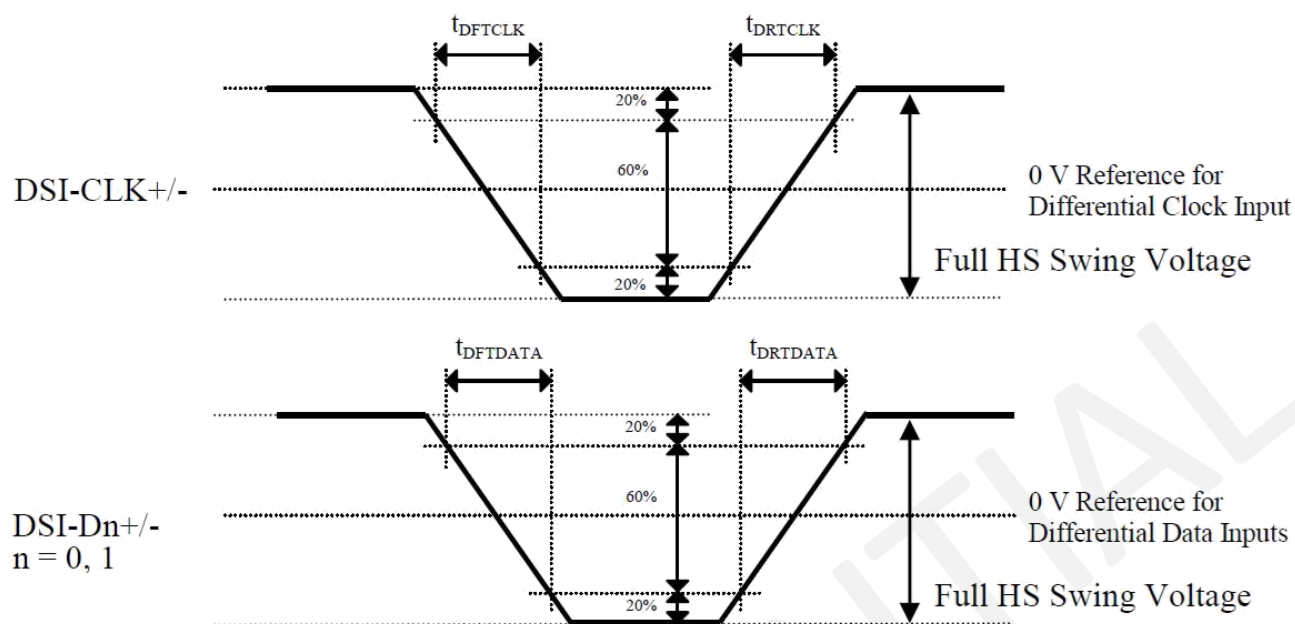 tDFTCLK
tDRTCLK
20%
60%
20%
DSI-CLK+/-
0 V Reference for
Differential Clock Input
Full HS Swing Voltage
tDFTDATA
tDRTDATA
20%
60%
20%
DSI-Dn+/-
n = 0, 1
0 V Reference for
Differential Data Inputs
Full HS Swing Voltage
NTIAL